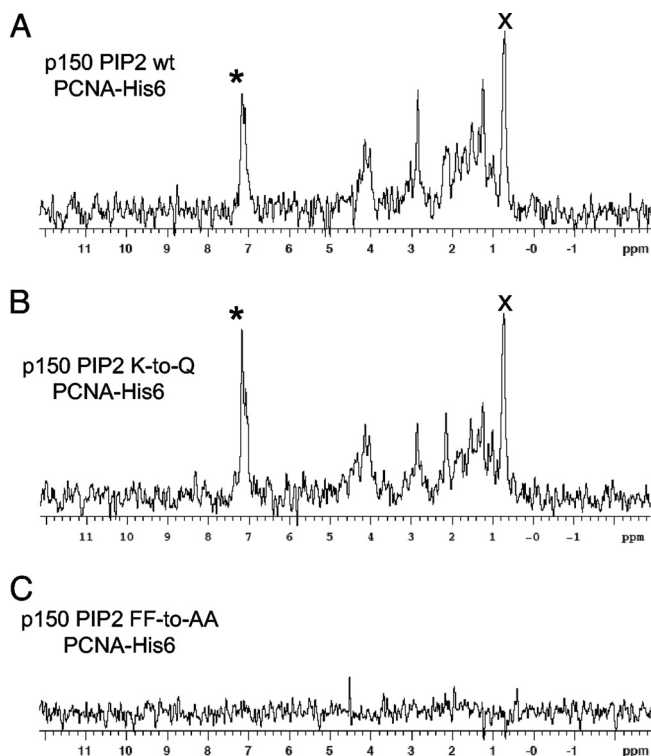 A
p150 PIP2 wt
PCNA-His6
*
x
11 10 9 8 7 6 5 4 3 2 1 -0 -1 ppm
B
p150 PIP2 K-to-Q
PCNA-His6
*
x
11 10 9 8 7 6 5 4 3 2 1 -0 -1 ppm
C
p150 PIP2 FF-to-AA
PCNA-His6
11 10 9 8 7 6 5 4 3 2 1 -0 -1 ppm